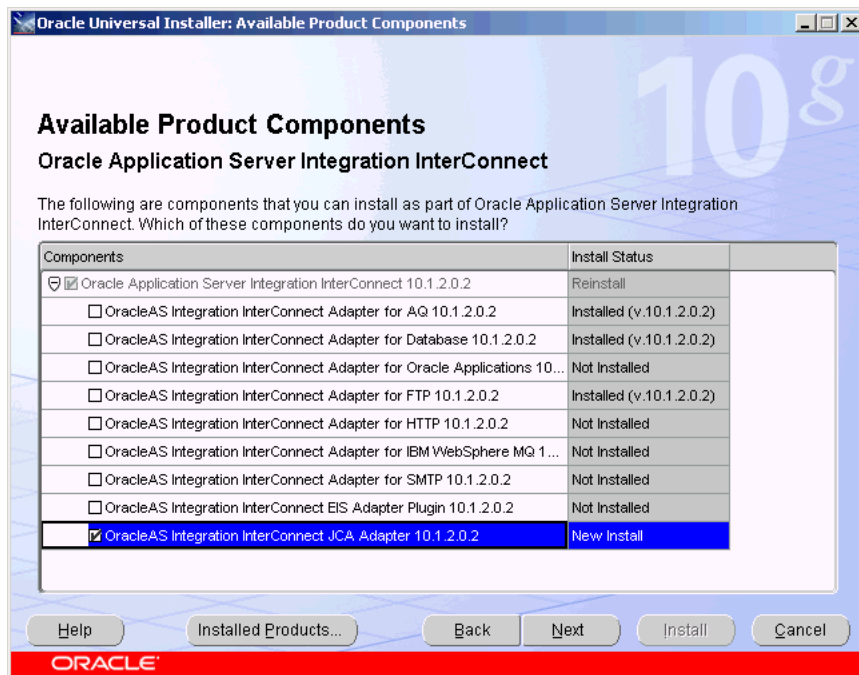 Oracle Universal Installer: Available Product Components
10g
Available Product Components
Oracle Application Server Integration InterConnect
The following are components that you can install as part of Oracle Application Server Integration
InterConnect. Which of these components do you want to install?
Components Install Status
Oracle Application Server Integration InterConnect 10.1.2.0.2 Reinstall
OracleAS Integration InterConnect Adapter for AQ 10.1.2.0.2 Installed (v.10.1.2.0.2)
OracleAS Integration InterConnect Adapter for Database 10.1.2.0.2 Installed (v.10.1.2.0.2)
OracleAS Integration InterConnect Adapter for Oracle Applications 10... Not Installed
OracleAS Integration InterConnect Adapter for FTP 10.1.2.0.2 Installed (v.10.1.2.0.2)
OracleAS Integration InterConnect Adapter for HTTP 10.1.2.0.2 Not Installed
OracleAS Integration InterConnect Adapter for IBM WebSphere MQ 1... Not Installed
OracleAS Integration InterConnect Adapter for SMTP 10.1.2.0.2 Not Installed
OracleAS Integration InterConnect EIS Adapter Plugin 10.1.2.0.2 Not Installed
OracleAS Integration InterConnect JCA Adapter 10.1.2.0.2 New Install
Help Installed Products... Back Next Install Cancel
ORACLE